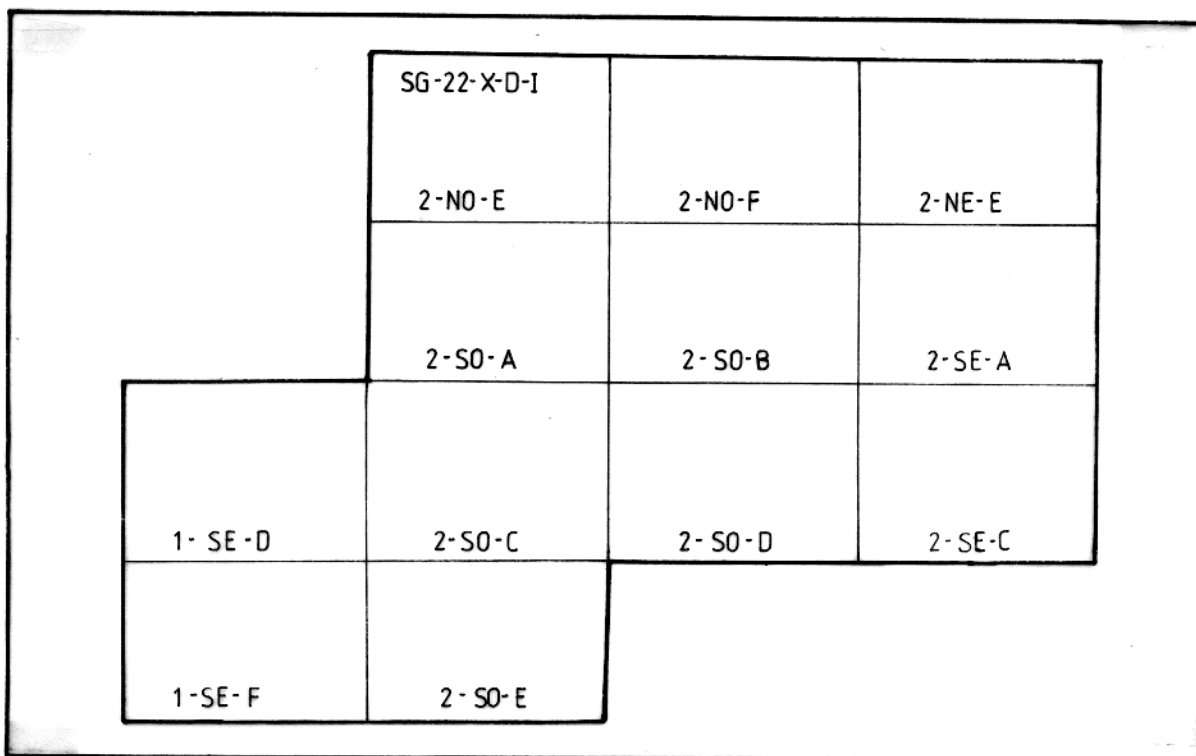 SG-22-X-D-I
2-NO-E
2-NO-F
2-NE-E
2-SO-A
2-SO-B
2-SE-A
1-SE-D
2-SO-C
2-SO-D
2-SE-C
1-SE-F
2-SO-E